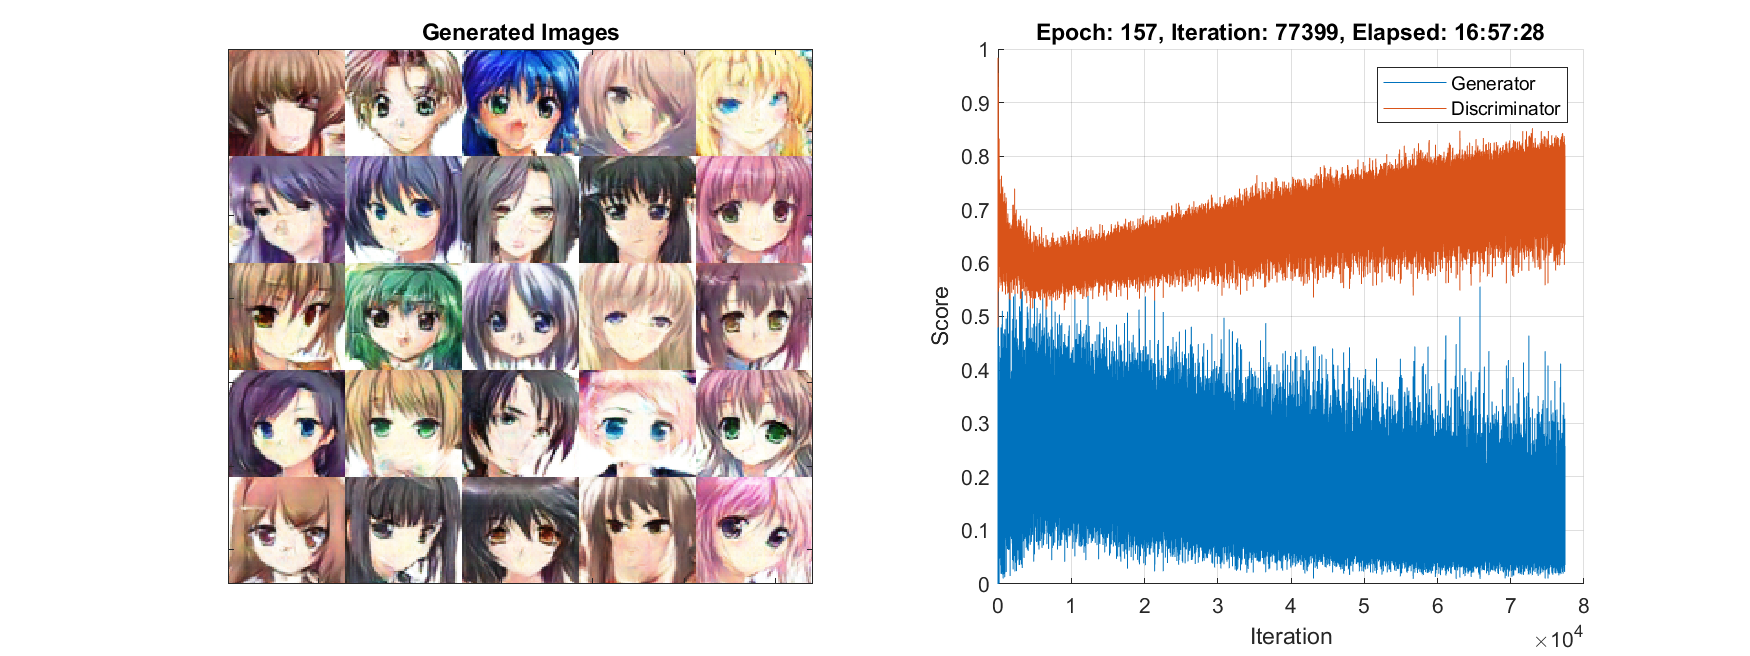 Generated Images
Epoch: 157, Iteration: 77399, Elapsed: 16:57:28
Generator
Discriminator
Score
1
0.9
0.8
0.7
0.6
0.5
0.4
0.3
0.2
0.1
0
0 1 2 3 4 5 6 7 8
Iteration
×10⁴